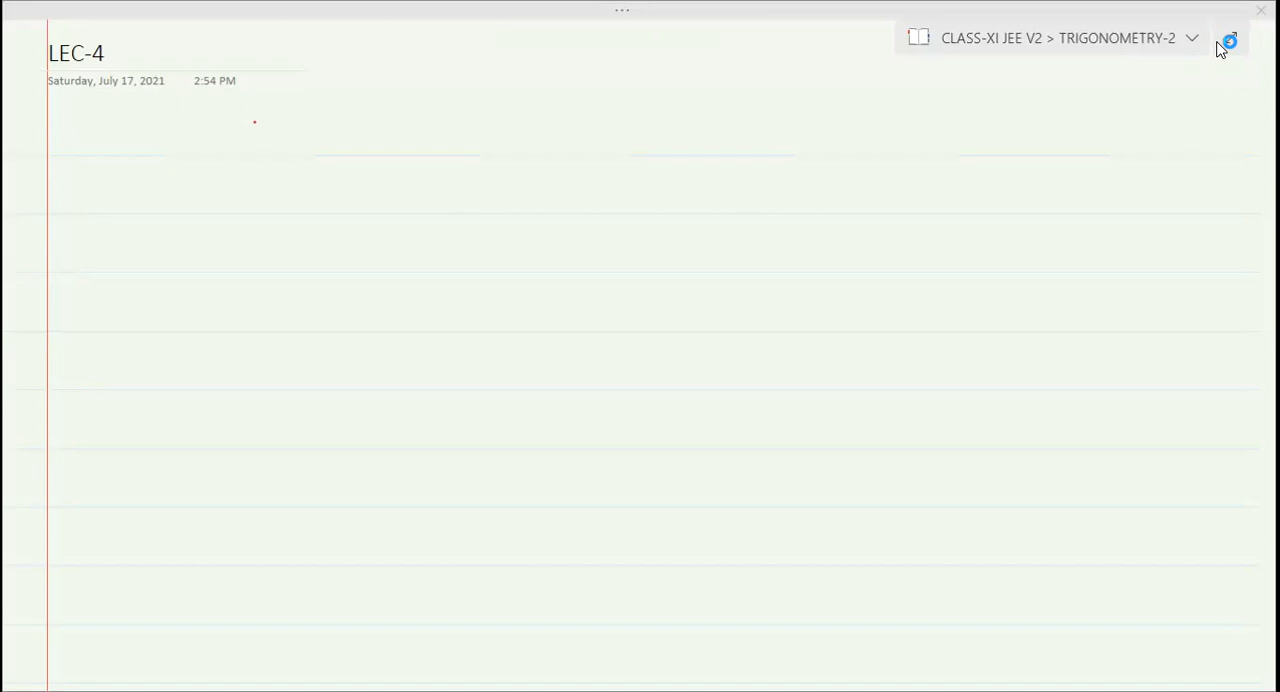 CLASS-XI JEE V2 > TRIGONOMETRY-2
LEC-4
Saturday, July 17, 2021 2:54 PM